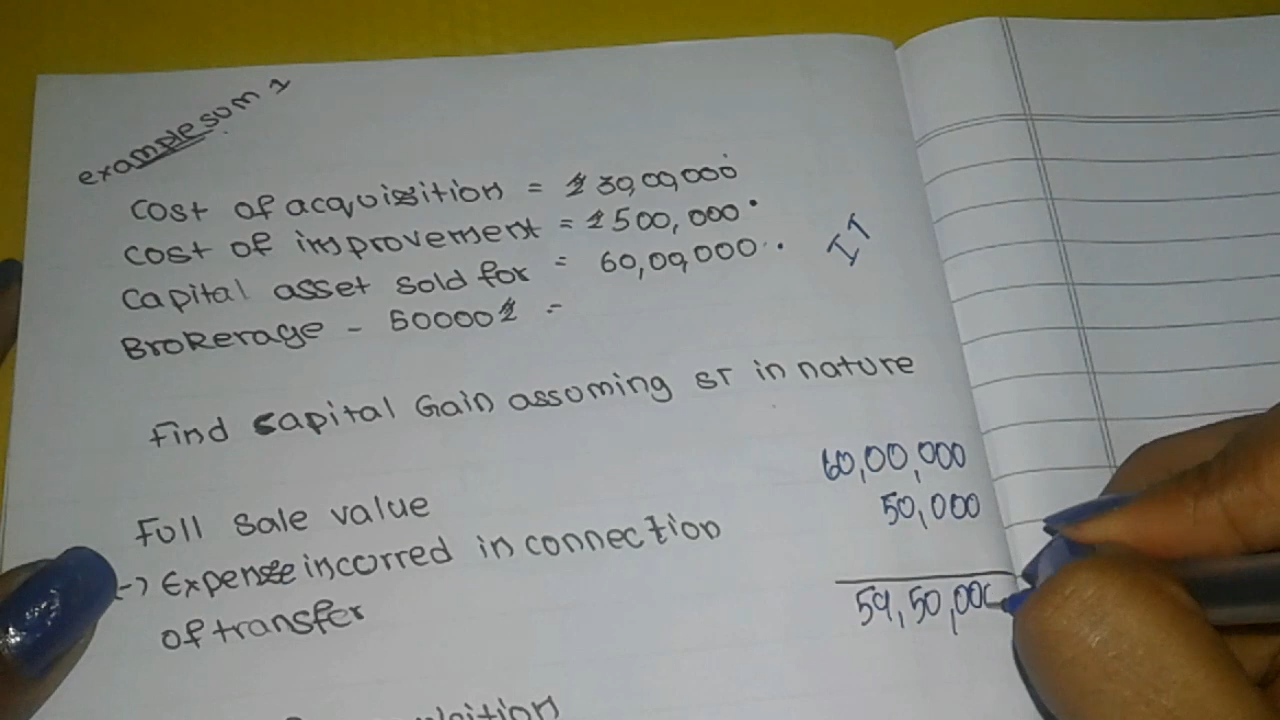 example sum 1
Cost of acquisition = ₹ 30,00,000
Cost of improvement = ₹ 500,000
Capital asset sold for = 60,00,000
Brokerage - 50000₹ =
Find Capital Gain assuming ST in nature
Full Sale value 60,00,000
(-) Expense incurred in connection 50,000
of transfer
59,50,000